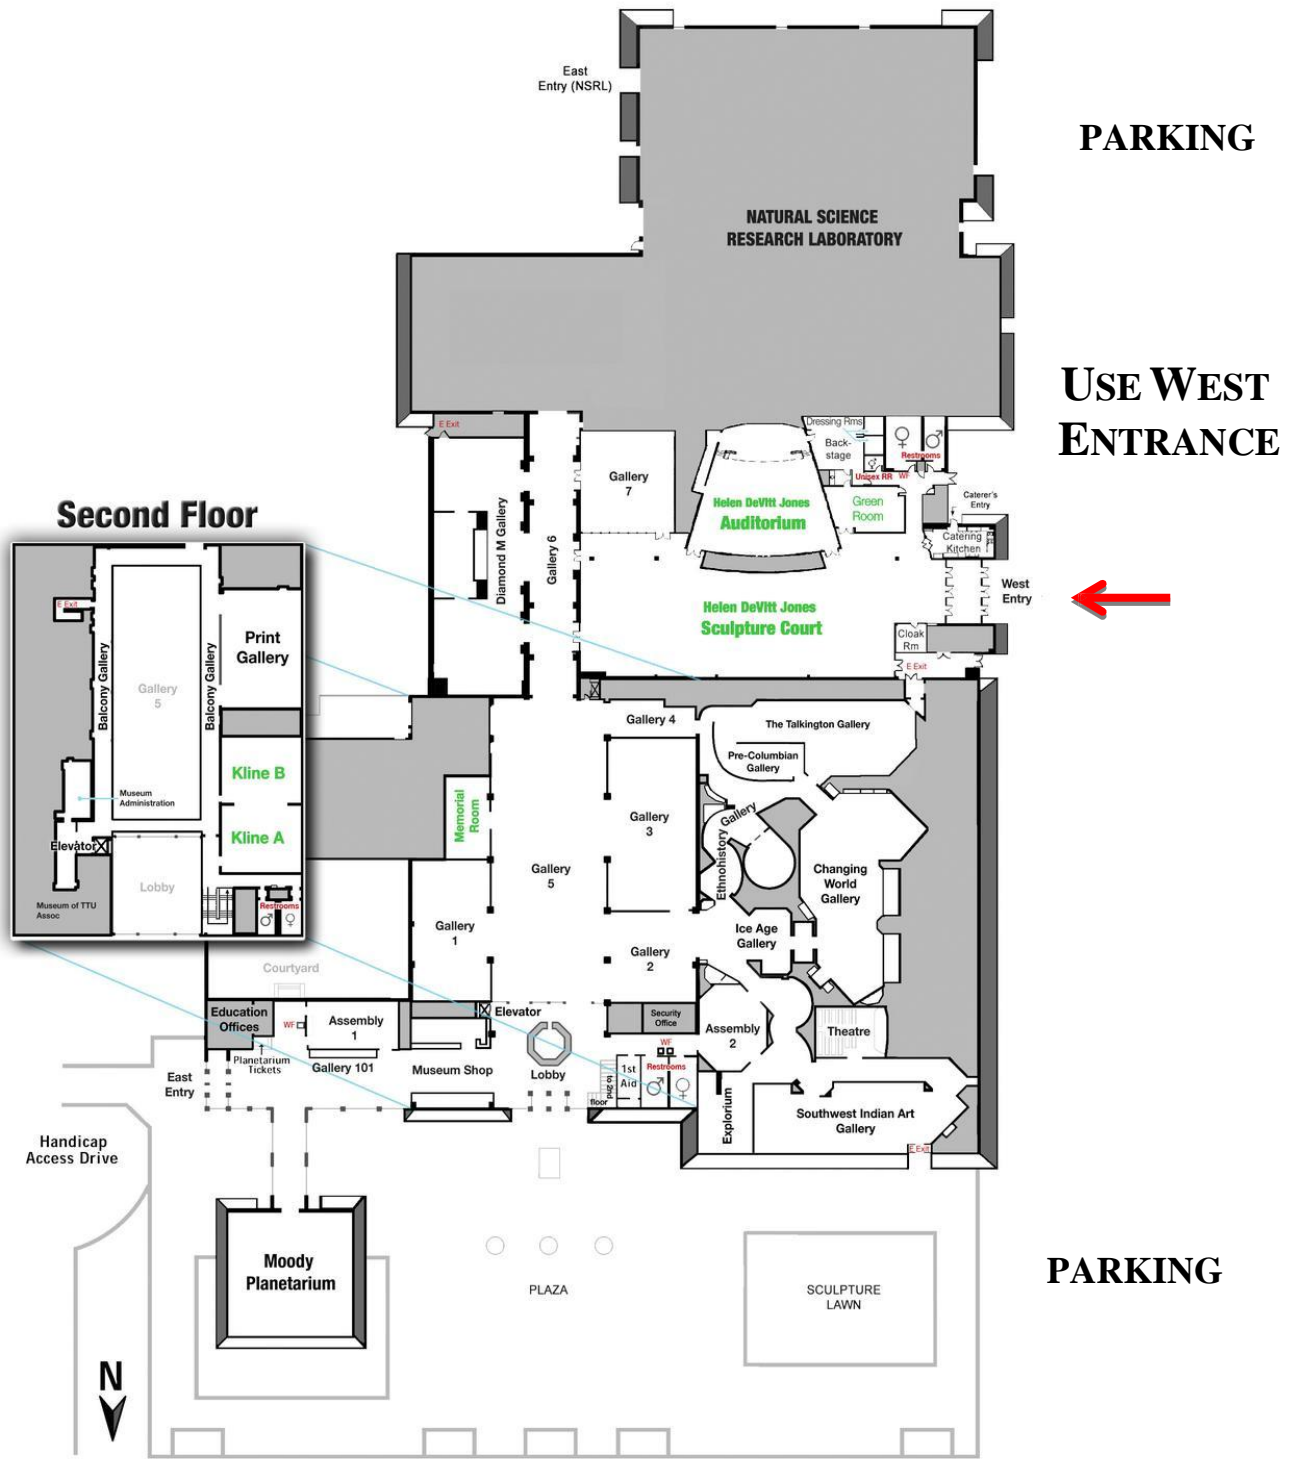 East
Entry (NSRL)
PARKING
NATURAL SCIENCE
RESEARCH LABORATORY
USE WEST
ENTRANCE
E Exit
Dressing Rms
Back-
stage
Restrooms
Unisex RR
WF
Gallery
7
Helen DeVitt Jones
Auditorium
Green
Room
Caterer's
Entry
Catering
Kitchen
Diamond M Gallery
Gallery 6
West
Entry
Helen DeVitt Jones
Sculpture Court
Cloak
Rm
E Exit
Second Floor
E Exit
Print
Gallery
Balcony Gallery
Balcony Gallery
Gallery
5
Kline B
Museum
Administration
Kline A
Elevator
Lobby
Museum of TTU
Assoc
Restrooms
Gallery 4
The Talkington Gallery
Pre-Columbian
Gallery
Memorial
Room
Gallery
3
Ethnohistory Gallery
Changing
World
Gallery
Gallery
5
Gallery
1
Gallery
2
Ice Age
Gallery
Courtyard
Education
Offices
WF
Assembly
1
Elevator
Security
Office
Assembly
2
Theatre
Planetarium
Tickets
Gallery 101
Museum Shop
Lobby
WF
Restrooms
1st
Aid
to 2nd
floor
East
Entry
Explorium
Southwest Indian Art
Gallery
E Exit
Handicap
Access Drive
Moody
Planetarium
PLAZA
SCULPTURE
LAWN
PARKING
N